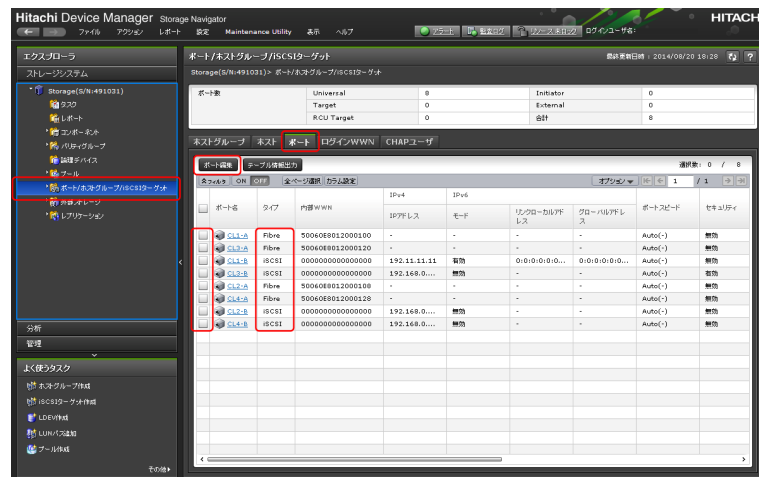 Hitachi Device Manager Storage Navigator
HITACH
ファイル アクション レポート 設定 Maintenance Utility 表示 ヘルプ
アラート 監査ログ リソースロック ログインユーザ名:
エクスプローラ
ストレージシステム
Storage(S/N:491031)
タスク
レポート
コンポーネント
パリティグループ
論理デバイス
プール
ポート/ホストグループ/iSCSIターゲット
外部ストレージ
レプリケーション
分析
管理
よく使うタスク
ホストグループ作成
iSCSIターゲット作成
LDEV作成
LUNパス追加
プール作成
その他
ポート/ホストグループ/iSCSIターゲット
最終更新日時 : 2014/08/20 18:28
Storage(S/N:491031)> ポート/ホストグループ/iSCSIターゲット
ポート数 Universal 8 Initiator 0
Target 0 External 0
RCU Target 0 合計 8
ホストグループ ホスト ポート ログインWWN CHAPユーザ
ポート編集 テーブル情報出力 選択数: 0 / 8
フィルタ ON OFF 全ページ選択 カラム設定 オプション 1 / 1
ポート名 タイプ 内部WWN IPv4 IPv6 ポートスピード セキュリティ
IPアドレス モード リンクローカルアドレス グローバルアドレス
CL1-A Fibre 50060E8012000100 - - - - Auto(-) 無効
CL3-A Fibre 50060E8012000120 - - - - Auto(-) 無効
CL1-B iSCSI 0000000000000000 192.11.11.11 有効 0:0:0:0:0... 0:0:0:0:0... Auto(-) 無効
CL3-B iSCSI 0000000000000000 192.168.0.... 無効 - - Auto(-) 有効
CL2-A Fibre 50060E8012000108 - - - - Auto(-) 無効
CL4-A Fibre 50060E8012000128 - - - - Auto(-) 無効
CL2-B iSCSI 0000000000000000 192.168.0.... 無効 - - Auto(-) 無効
CL4-B iSCSI 0000000000000000 192.168.0.... 無効 - - Auto(-) 無効